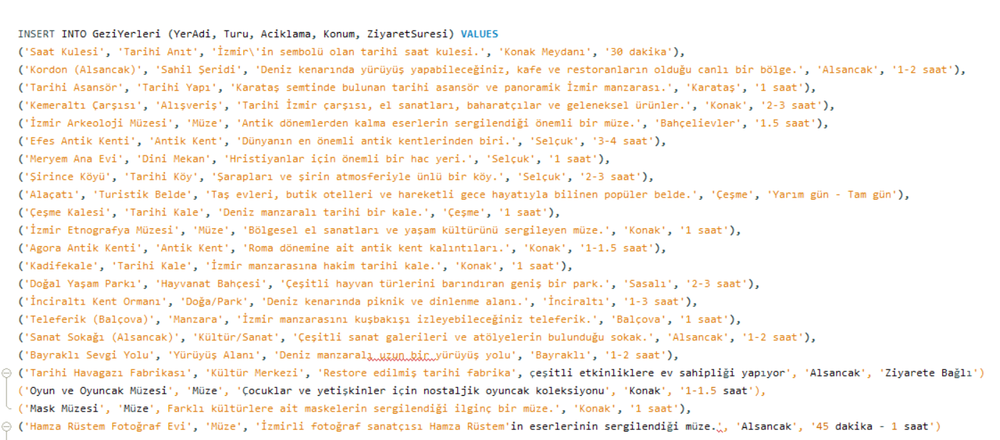 INSERT INTO GeziYerleri (YerAdi, Turu, Aciklama, Konum, ZiyaretSuresi) VALUES
('Saat Kulesi', 'Tarihi Anıt', 'İzmir\'in sembolü olan tarihi saat kulesi.', 'Konak Meydanı', '30 dakika'),
('Kordon (Alsancak)', 'Sahil Şeridi', 'Deniz kenarında yürüyüş yapabileceğiniz, kafe ve restoranların olduğu canlı bir bölge.', 'Alsancak', '1-2 saat'),
('Tarihi Asansör', 'Tarihi Yapı', 'Karataş semtinde bulunan tarihi asansör ve panoramik İzmir manzarası.', 'Karataş', '1 saat'),
('Kemeraltı Çarşısı', 'Alışveriş', 'Tarihi İzmir çarşısı, el sanatları, baharatçılar ve geleneksel ürünler.', 'Konak', '2-3 saat'),
('İzmir Arkeoloji Müzesi', 'Müze', 'Antik dönemlerden kalma eserlerin sergilendiği önemli bir müze.', 'Bahçelievler', '1.5 saat'),
('Efes Antik Kenti', 'Antik Kent', 'Dünyanın en önemli antik kentlerinden biri.', 'Selçuk', '3-4 saat'),
('Meryem Ana Evi', 'Dini Mekan', 'Hristiyanlar için önemli bir hac yeri.', 'Selçuk', '1 saat'),
('Şirince Köyü', 'Tarihi Köy', 'Şarapları ve şirin atmosferiyle ünlü bir köy.', 'Selçuk', '2-3 saat'),
('Alaçatı', 'Turistik Belde', 'Taş evleri, butik otelleri ve hareketli gece hayatıyla bilinen popüler belde.', 'Çeşme', 'Yarım gün - Tam gün'),
('Çeşme Kalesi', 'Tarihi Kale', 'Deniz manzaralı tarihi bir kale.', 'Çeşme', '1 saat'),
('İzmir Etnografya Müzesi', 'Müze', 'Bölgesel el sanatları ve yaşam kültürünü sergileyen müze.', 'Konak', '1 saat'),
('Agora Antik Kenti', 'Antik Kent', 'Roma dönemine ait antik kent kalıntıları.', 'Konak', '1-1.5 saat'),
('Kadifekale', 'Tarihi Kale', 'İzmir manzarasına hakim tarihi kale.', 'Konak', '1 saat'),
('Doğal Yaşam Parkı', 'Hayvanat Bahçesi', 'Çeşitli hayvan türlerini barındıran geniş bir park.', 'Sasalı', '2-3 saat'),
('İnciraltı Kent Ormanı', 'Doğa/Park', 'Deniz kenarında piknik ve dinlenme alanı.', 'İnciraltı', '1-3 saat'),
('Teleferik (Balçova)', 'Manzara', 'İzmir manzarasını kuşbakışı izleyebileceğiniz teleferik.', 'Balçova', '1 saat'),
('Sanat Sokağı (Alsancak)', 'Kültür/Sanat', 'Çeşitli sanat galerileri ve atölyelerin bulunduğu sokak.', 'Alsancak', '1-2 saat'),
('Bayraklı Sevgi Yolu', 'Yürüyüş Alanı', 'Deniz manzaralı uzun bir yürüyüş yolu', 'Bayraklı', '1-2 saat'),
('Tarihi Havagazı Fabrikası', 'Kültür Merkezi', 'Restore edilmiş tarihi fabrika', çeşitli etkinliklere ev sahipliği yapıyor', 'Alsancak', 'Ziyarete Bağlı')
('Oyun ve Oyuncak Müzesi', 'Müze', 'Çocuklar ve yetişkinler için nostaljik oyuncak koleksiyonu', 'Konak', '1-1.5 saat'),
('Mask Müzesi', 'Müze', Farklı kültürlere ait maskelerin sergilendiği ilginç bir müze.', 'Konak', '1 saat'),
('Hamza Rüstem Fotoğraf Evi', 'Müze', 'İzmirli fotoğraf sanatçısı Hamza Rüstem'in eserlerinin sergilendiği müze.', 'Alsancak', '45 dakika - 1 saat')